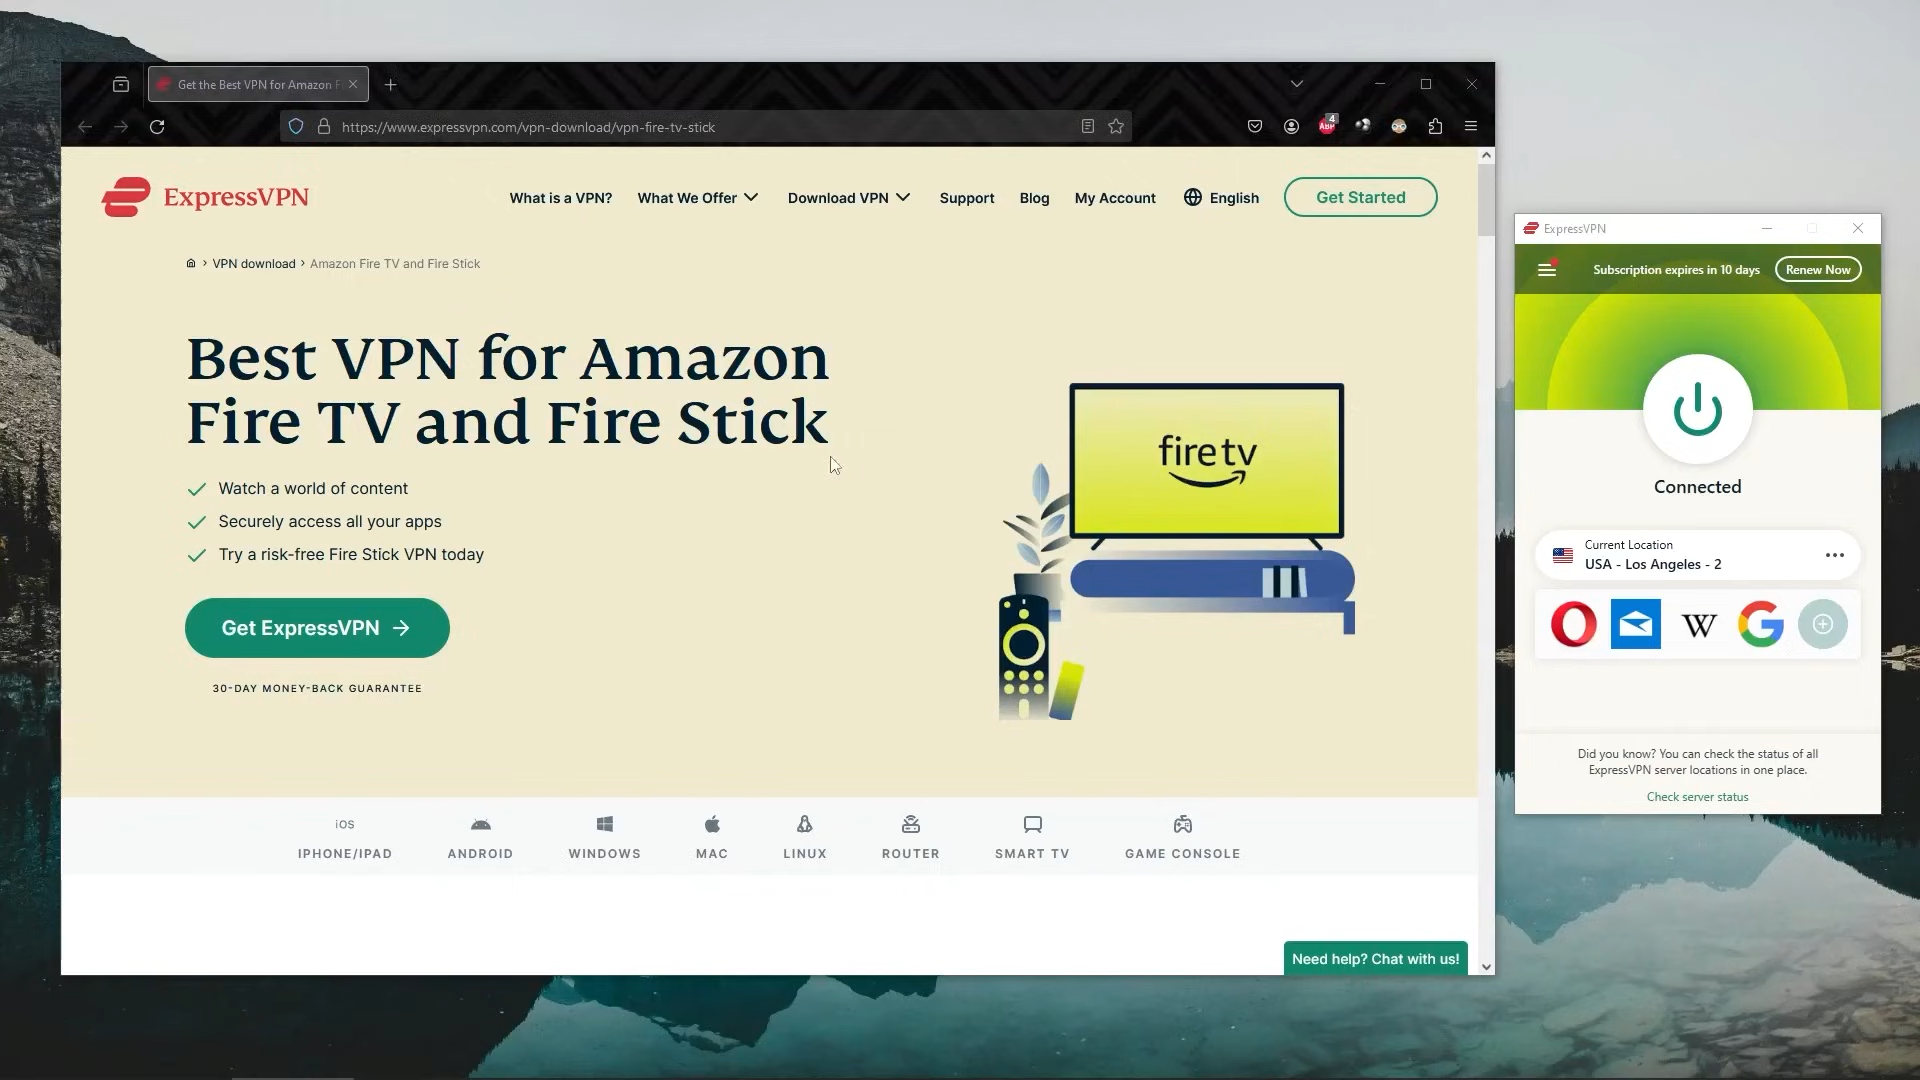 Get the Best VPN for Amazon F
https://www.expressvpn.com/vpn-download/vpn-fire-tv-stick
ABP
4
ExpressVPN
What is a VPN?
What We Offer
Download VPN
Support
Blog
My Account
English
Get Started
VPN download › Amazon Fire TV and Fire Stick
Best VPN for Amazon
Fire TV and Fire Stick
Watch a world of content
Securely access all your apps
Try a risk-free Fire Stick VPN today
Get ExpressVPN
30-DAY MONEY-BACK GUARANTEE
fire tv
iOS
IPHONE/IPAD
ANDROID
WINDOWS
MAC
LINUX
ROUTER
SMART TV
GAME CONSOLE
Need help? Chat with us!
ExpressVPN
Subscription expires in 10 days
Renew Now
Connected
Current Location
USA - Los Angeles - 2
W
G
Did you know? You can check the status of all
ExpressVPN server locations in one place.
Check server status